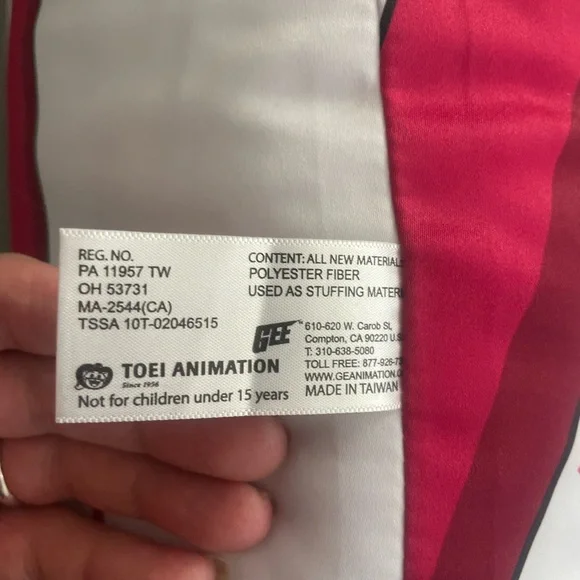 REG. NO.
PA 11957 TW
OH 53731
MA-2544(CA)
TSSA 10T-02046515
TOEI ANIMATION
Since 1956
Not for children under 15 years
CONTENT: ALL NEW MATERIAL
POLYESTER FIBER
USED AS STUFFING MATER
GEE
610-620 W. Carob St,
Compton, CA 90220 U.S
T: 310-638-5080
TOLL FREE: 877-926-73
WWW.GEANIMATION.C
MADE IN TAIWAN